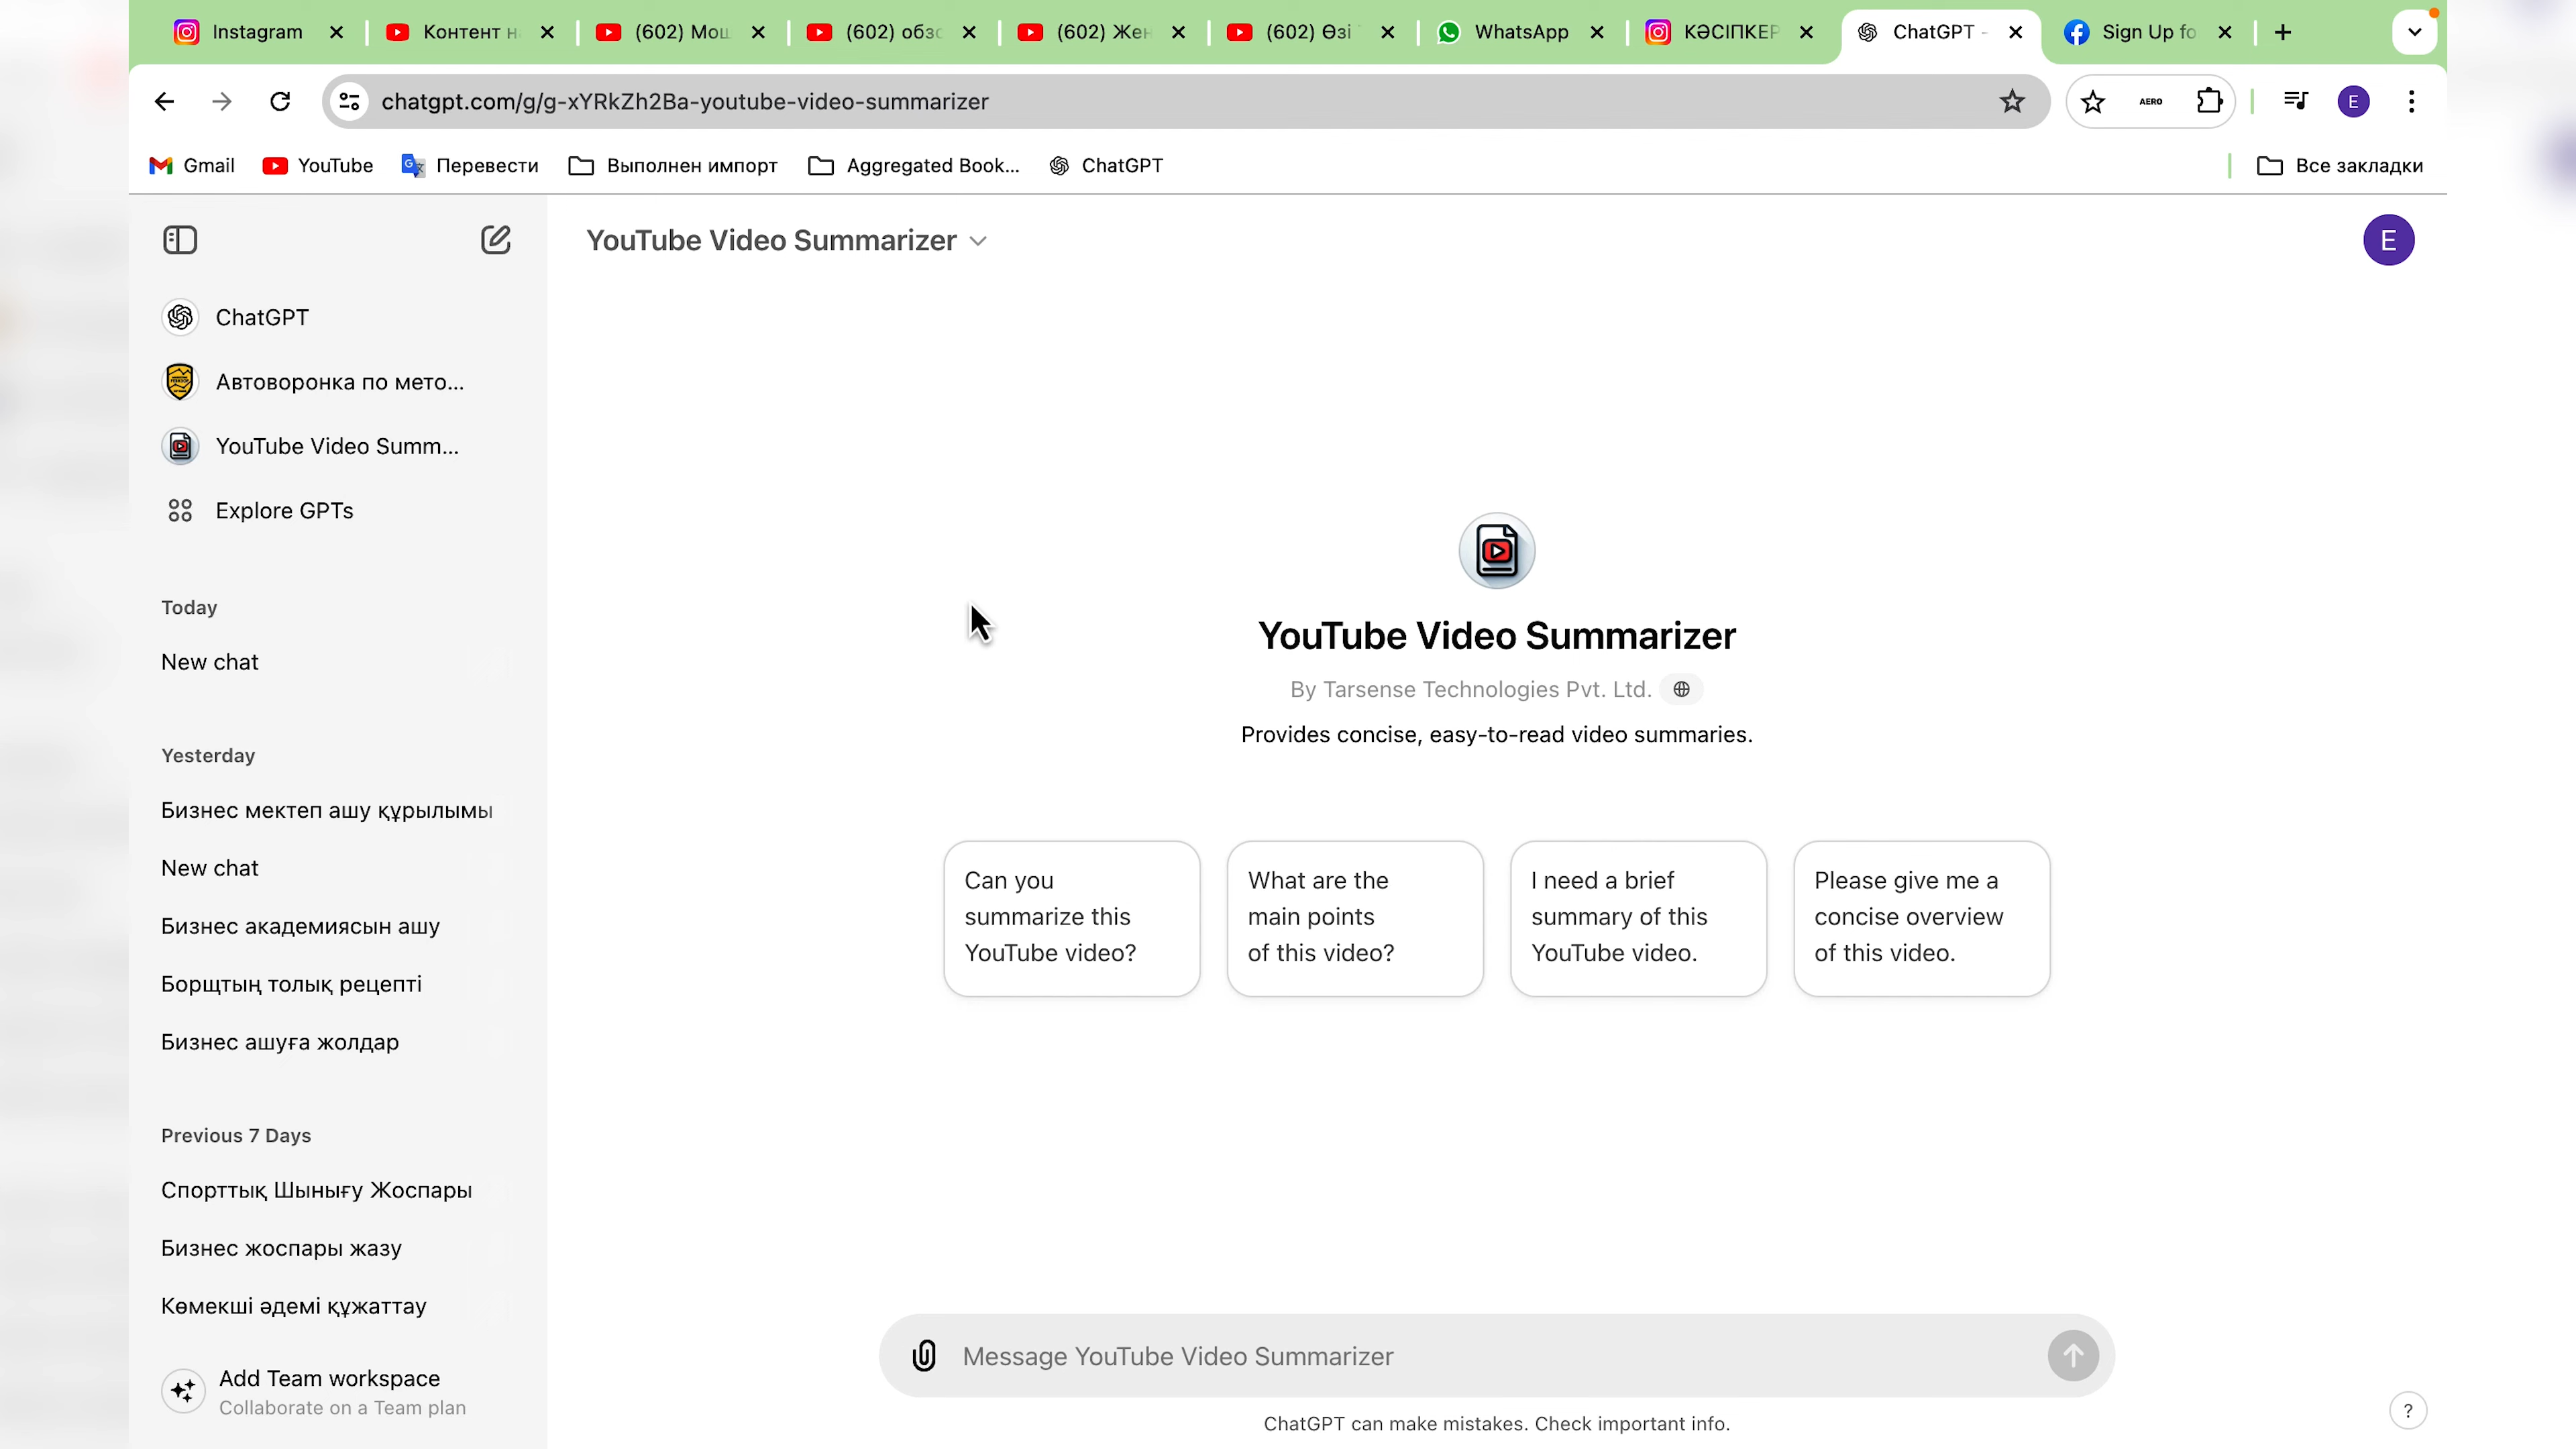 Instagram
Контент н
(602) Мош
(602) обзо
(602) Жен
(602) Өзі
WhatsApp
КӘСІПКЕР
ChatGPT -
Sign Up fo
chatgpt.com/g/g-xYRkZh2Ba-youtube-video-summarizer
AERO
E
Gmail
YouTube
Перевести
Выполнен импорт
Aggregated Book...
ChatGPT
Все закладки
YouTube Video Summarizer
E
ChatGPT
Автоворонка по мето...
YouTube Video Summ...
Explore GPTs
Today
New chat
Yesterday
Бизнес мектеп ашу құрылымы
New chat
Бизнес академиясын ашу
Борщтың толық рецепті
Бизнес ашуға жолдар
Previous 7 Days
Спорттық Шынығу Жоспары
Бизнес жоспары жазу
Көмекші әдемі құжаттау
Add Team workspace
Collaborate on a Team plan
YouTube Video Summarizer
By Tarsense Technologies Pvt. Ltd.
Provides concise, easy-to-read video summaries.
Can you
summarize this
YouTube video?
What are the
main points
of this video?
I need a brief
summary of this
YouTube video.
Please give me a
concise overview
of this video.
Message YouTube Video Summarizer
ChatGPT can make mistakes. Check important info.
?